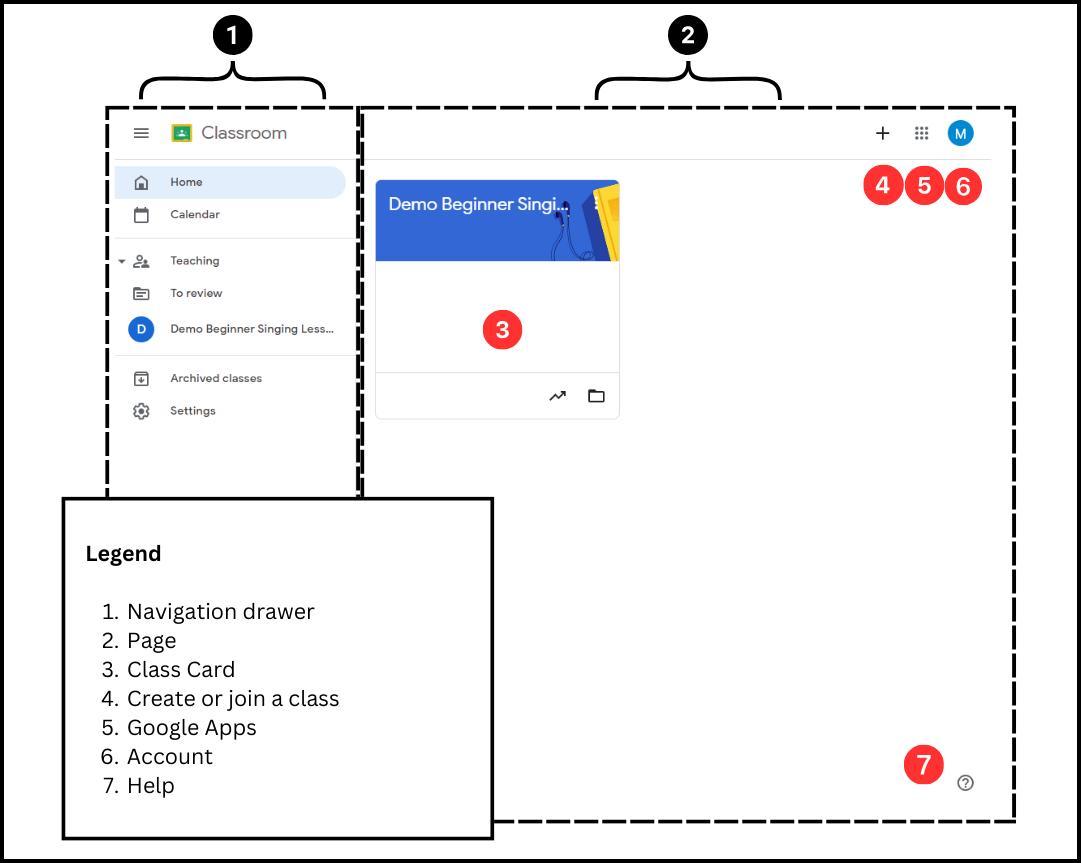 1
2
Classroom
M
Home
4
5
6
Calendar
Demo Beginner Singi...
Teaching
To review
D
Demo Beginner Singing Less...
3
Archived classes
Settings
Legend
1. Navigation drawer
2. Page
3. Class Card
4. Create or join a class
5. Google Apps
6. Account
7. Help
7
?